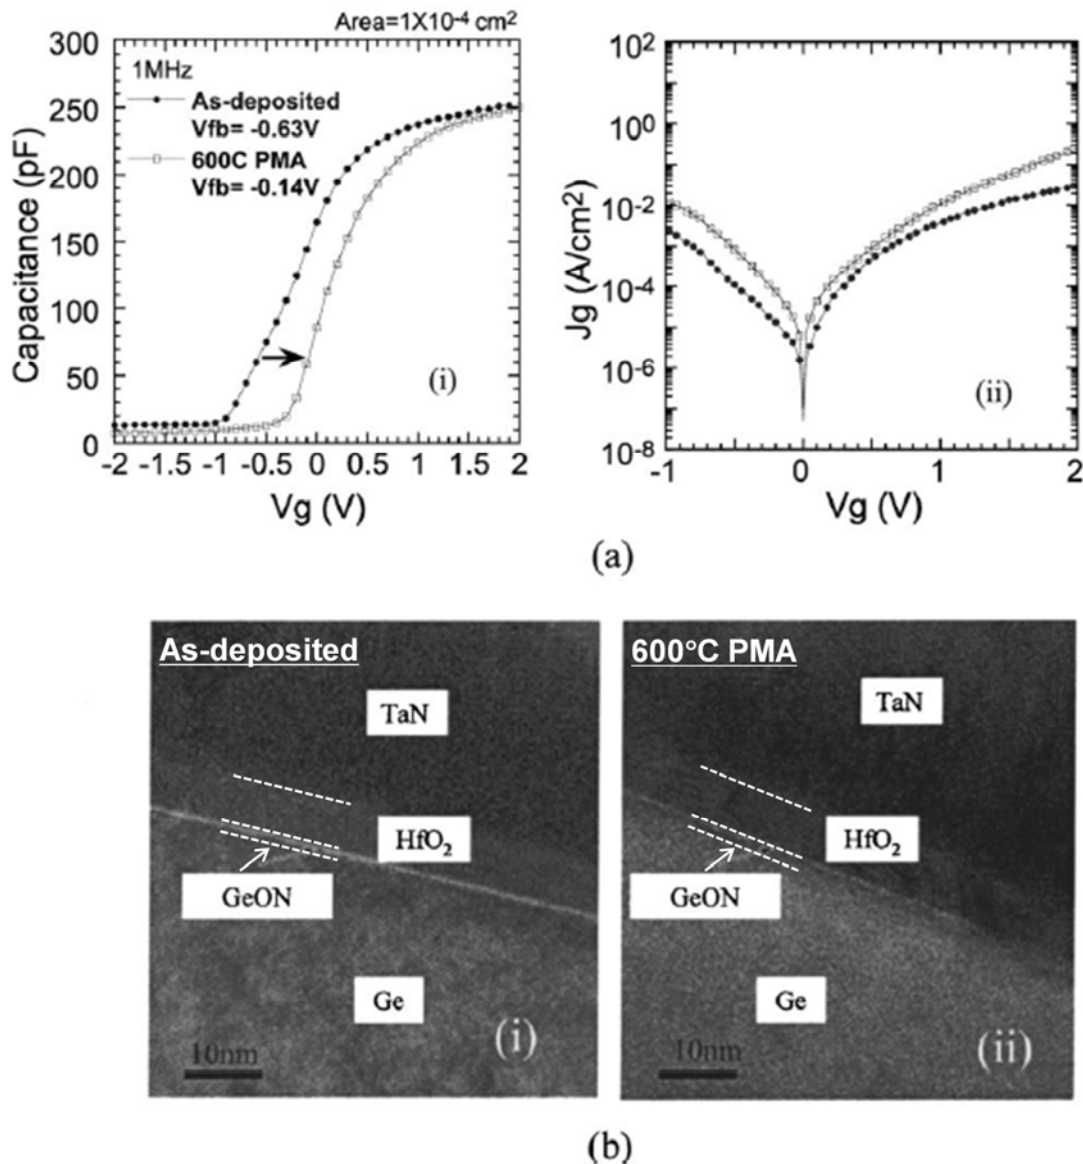 Area=1X10-4 cm2
300
250
200
150
100
50
0
Capacitance (pF)
1MHz
As-deposited
Vfb= -0.63V
600C PMA
Vfb= -0.14V
(i)
-2 -1.5 -1 -0.5 0 0.5 1 1.5 2
Vg (V)
102
100
10-2
10-4
10-6
10-8
Jg (A/cm2)
(ii)
-1 0 1 2
Vg (V)
(a)
As-deposited
TaN
HfO2
GeON
Ge
10nm
(i)
600°C PMA
TaN
HfO2
GeON
Ge
10nm
(ii)
(b)